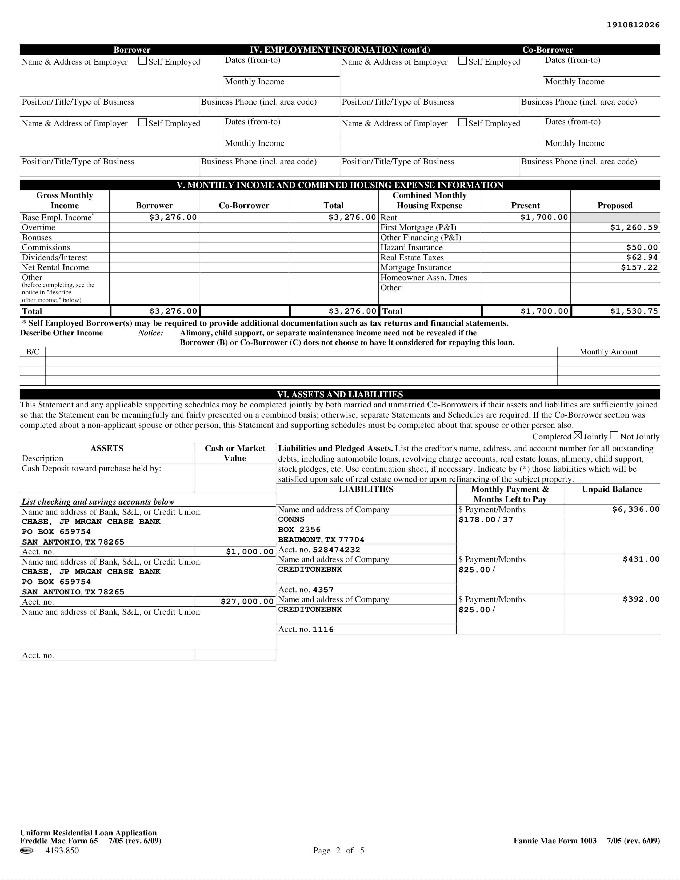 1910812026
Borrower IV. EMPLOYMENT INFORMATION (cont'd) Co-Borrower
Name & Address of Employer Self Employed Dates (from-to) Name & Address of Employer Self Employed Dates (from-to)
Monthly Income Monthly Income
Position/Title/Type of Business Business Phone (incl. area code) Position/Title/Type of Business Business Phone (incl. area code)
Name & Address of Employer Self Employed Dates (from-to) Name & Address of Employer Self Employed Dates (from-to)
Monthly Income Monthly Income
Position/Title/Type of Business Business Phone (incl. area code) Position/Title/Type of Business Business Phone (incl. area code)
V. MONTHLY INCOME AND COMBINED HOUSING EXPENSE INFORMATION
Gross Monthly Income Borrower Co-Borrower Total Combined Monthly Housing Expense Present Proposed
Base Empl. Income* $3,276.00 $3,276.00 Rent $1,700.00
Overtime First Mortgage (P&I) $1,260.59
Bonuses Other Financing (P&I)
Commissions Hazard Insurance $50.00
Dividends/Interest Real Estate Taxes $62.94
Net Rental Income Mortgage Insurance $157.22
Other Homeowner Assn. Dues
(before completing, see the Other
notice in "describe
other income," below)
Total $3,276.00 $3,276.00 Total $1,700.00 $1,530.75
* Self Employed Borrower(s) may be required to provide additional documentation such as tax returns and financial statements.
Describe Other Income Notice: Alimony, child support, or separate maintenance income need not be revealed if the
Borrower (B) or Co-Borrower (C) does not choose to have it considered for repaying this loan.
B/C Monthly Amount
VI. ASSETS AND LIABILITIES
This Statement and any applicable supporting schedules may be completed jointly by both married and unmarried Co-Borrowers if their assets and liabilities are sufficiently joined
so that the Statement can be meaningfully and fairly presented on a combined basis; otherwise, separate Statements and Schedules are required. If the Co-Borrower section was
completed about a non-applicant spouse or other person, this Statement and supporting schedules must be completed about that spouse or other person also.
Completed Jointly Not Jointly
ASSETS Cash or Market Value
Description
Cash Deposit toward purchase held by:
Liabilities and Pledged Assets. List the creditor's name, address, and account number for all outstanding
debts, including automobile loans, revolving charge accounts, real estate loans, alimony, child support,
stock pledges, etc. Use continuation sheet, if necessary. Indicate by (*) those liabilities which will be
satisfied upon sale of real estate owned or upon refinancing of the subject property.
List checking and savings accounts below
Name and address of Bank, S&L, or Credit Union
CHASE, JP MRGAN CHASE BANK
PO BOX 659754
SAN ANTONIO, TX 78265
Acct. no. $1,000.00
Name and address of Bank, S&L, or Credit Union
CHASE, JP MRGAN CHASE BANK
PO BOX 659754
SAN ANTONIO, TX 78265
Acct. no. $27,000.00
Name and address of Bank, S&L, or Credit Union
Acct. no.
LIABILITIES Monthly Payment & Months Left to Pay Unpaid Balance
Name and address of Company $ Payment/Months $6,336.00
CONNS $178.00/37
BOX 2356
BEAUMONT, TX 77704
Acct. no. 528474232
Name and address of Company $ Payment/Months $431.00
CREDITONEBNK $25.00/
Acct. no. 4357
Name and address of Company $ Payment/Months $392.00
CREDITONEBNK $25.00/
Acct. no. 1116
Uniform Residential Loan Application
Freddie Mac Form 65 7/05 (rev. 6/09) Fannie Mae Form 1003 7/05 (rev. 6/09)
4193.850 Page 2 of 5